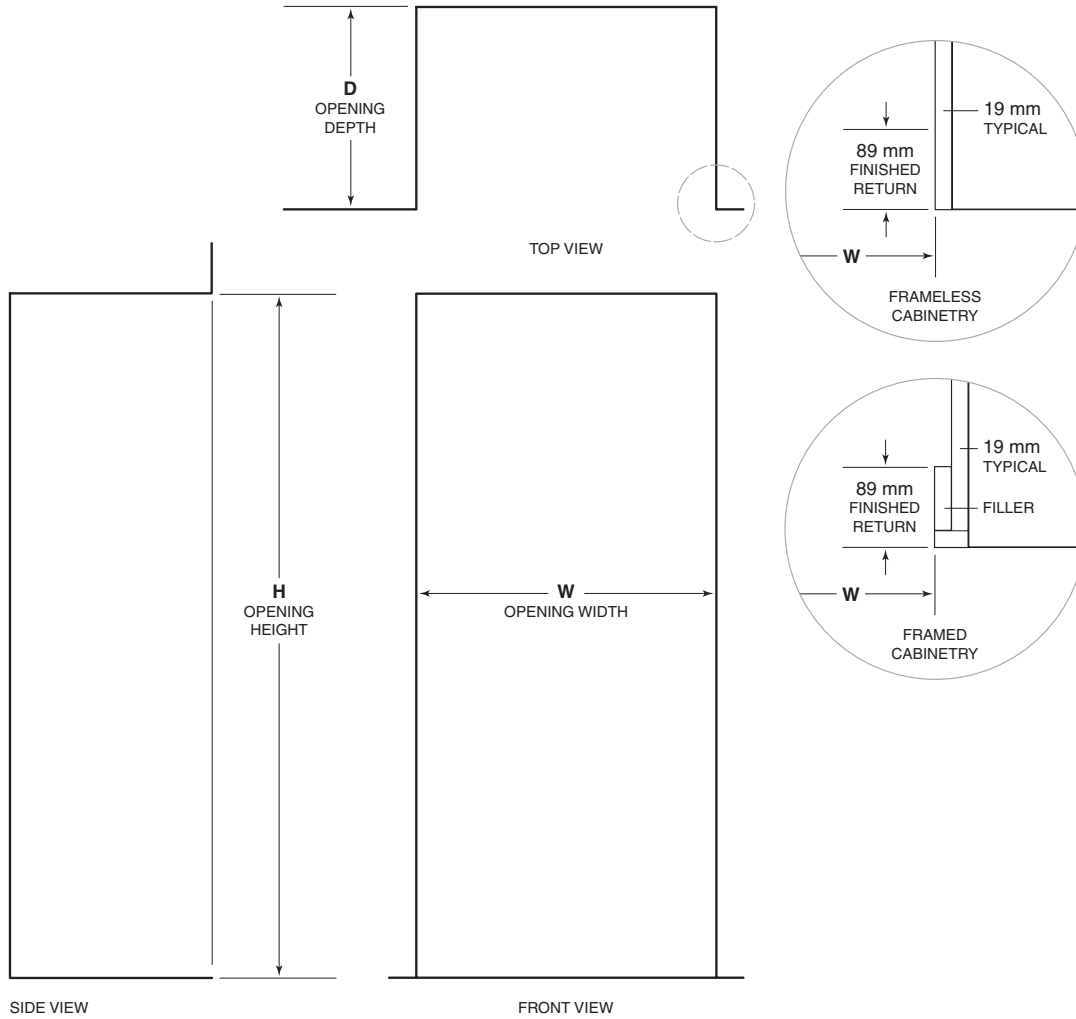 D
OPENING
DEPTH
TOP VIEW
19 mm
TYPICAL
89 mm
FINISHED
RETURN
W
FRAMELESS
CABINETRY
H
OPENING
HEIGHT
W
OPENING WIDTH
19 mm
TYPICAL
89 mm
FINISHED
RETURN
FILLER
W
FRAMED
CABINETRY
SIDE VIEW
FRONT VIEW